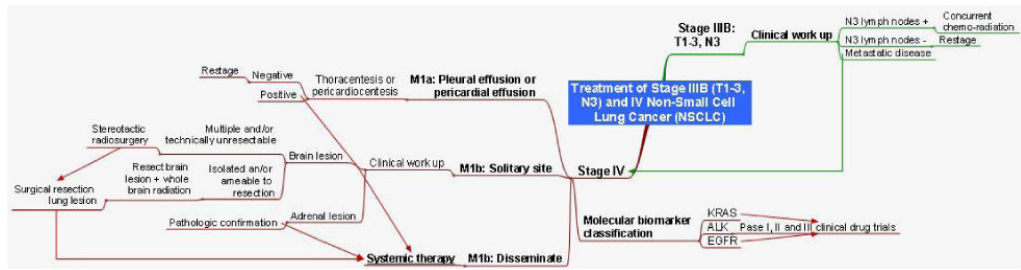 Stage IIIB:
T1-3, N3
Clinical work up
N3 lymph nodes +
Concurrent
chemo-radiation
N3 lymph nodes -
Restage
Metastatic disease
Treatment of Stage IIIB (T1-3,
N3) and IV Non-Small Cell
Lung Cancer (NSCLC)
Stage IV
M1a: Pleural effusion or
pericardial effusion
Thoracentesis or
pericardiocentesis
Negative
Restage
Positive
M1b: Solitary site
Clinical work up
Brain lesion
Multiple and/or
technically unresectable
Stereotactic
radiosurgery
Isolated an/or
ameable to
resection
Resect brain
lesion + whole
brain radiation
Surgical resection
lung lesion
Adrenal lesion
Pathologic confirmation
M1b: Disseminate
Systemic therapy
Molecular biomarker
classification
KRAS
ALK
EGFR
Pase I, II and III clinical drug trials